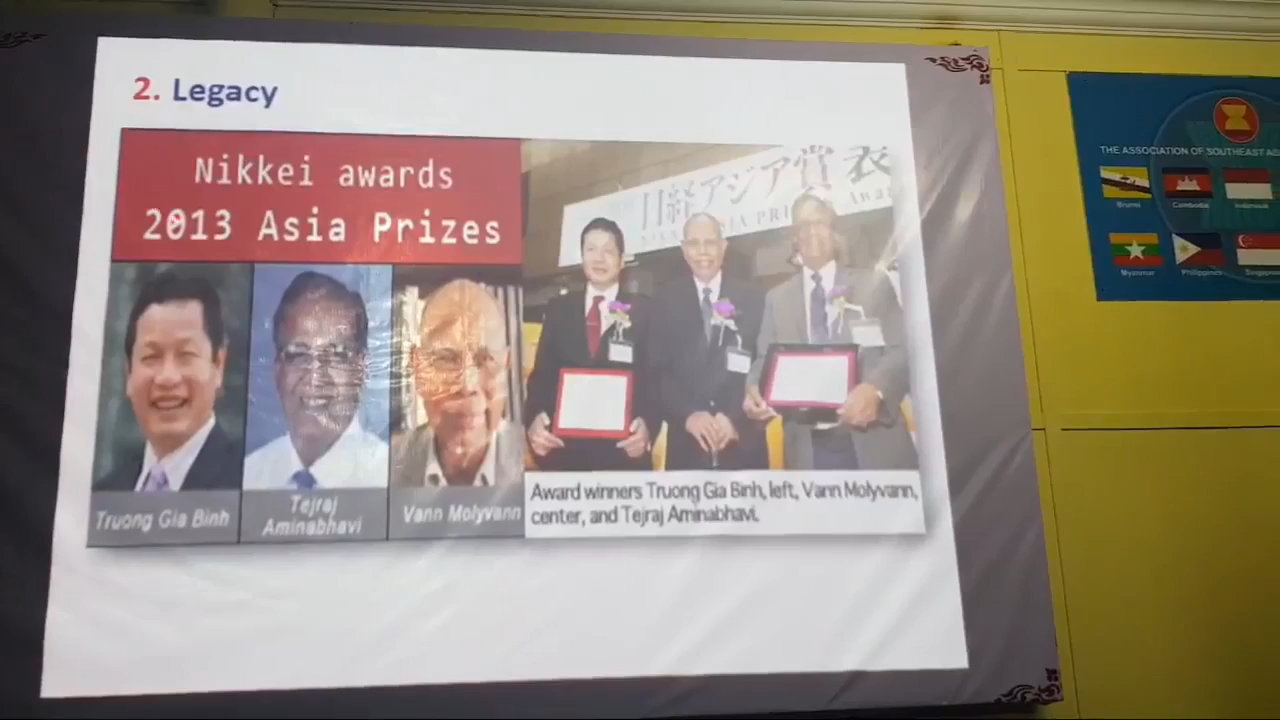 2. Legacy
Nikkei awards
2013 Asia Prizes
日経アジア賞
Truong Gia Binh
Tejraj
Aminabhavi
Vann Molyvann
Award winners Truong Gia Binh, left, Vann Molyvann,
center, and Tejraj Aminabhavi.
THE ASSOCIATION OF SOUTHEAST
Brunei
Cambodia
Indonesia
Myanmar
Philippines